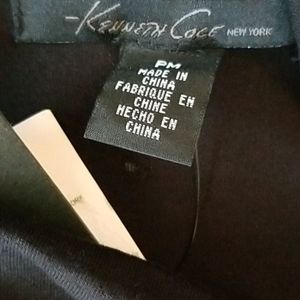 Kenneth Cole NEW YORK
PM
MADE IN
CHINA
FABRIQUE EN
CHINE
HECHO EN
CHINA